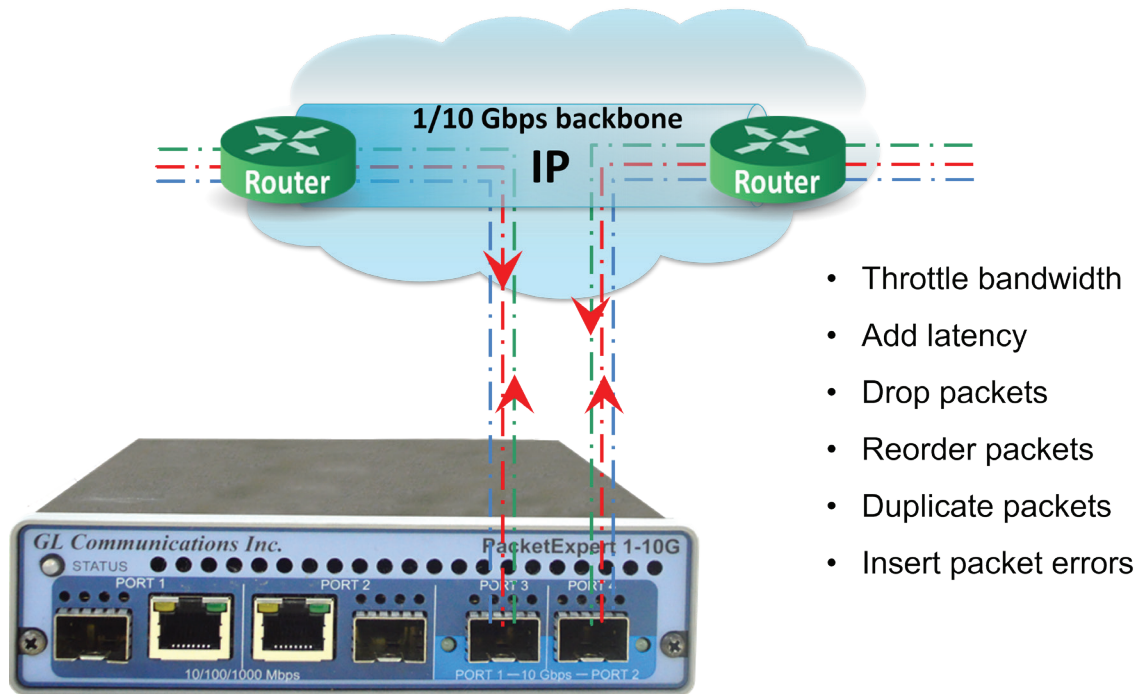 1/10 Gbps backbone
IP
Router
Router
• Throttle bandwidth
• Add latency
• Drop packets
• Reorder packets
• Duplicate packets
• Insert packet errors
GL Communications Inc.
PacketExpert 1-10G
STATUS
PORT 1
PORT 2
PORT 3
PORT 4
10/100/1000 Mbps
PORT 1 — 10 Gbps — PORT 2